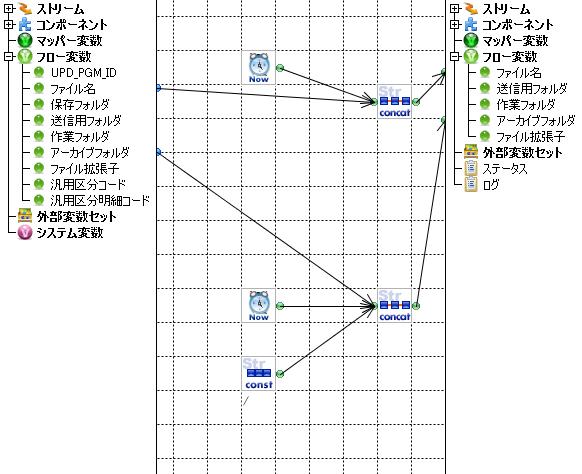 ストリーム
コンポーネント
マッパー変数
フロー変数
UPD_PGM_ID
ファイル名
保存フォルダ
送信用フォルダ
作業フォルダ
アーカイブフォルダ
ファイル拡張子
汎用区分コード
汎用区分明細コード
外部変数セット
システム変数
Now
Str
concat
Now
Str
concat
Str
const
/
ストリーム
コンポーネント
マッパー変数
フロー変数
ファイル名
送信用フォルダ
作業フォルダ
アーカイブフォルダ
ファイル拡張子
外部変数セット
ステータス
ログ